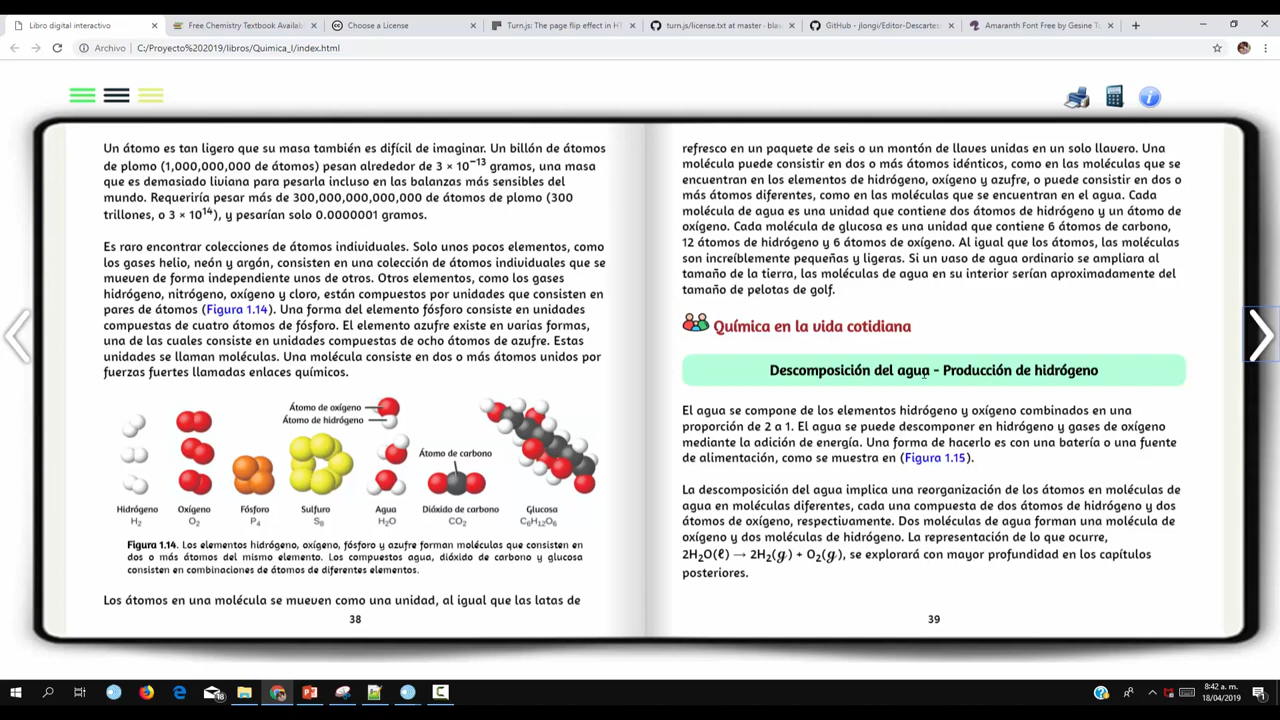 Libro digital interactivo
Free Chemistry Textbook Availab
Choose a License
Turn.js: The page flip effect in HT
turn.js/license.txt at master · blas
GitHub - jlongi/Editor-Descartes
Amaranth Font Free by Gesine To
Archivo | C:/Proyecto%202019/libros/Quimica_I/index.html
Un átomo es tan ligero que su masa también es difícil de imaginar. Un billón de átomos
de plomo (1,000,000,000 de átomos) pesan alrededor de 3 × 10⁻¹³ gramos, una masa
que es demasiado liviana para pesarla incluso en las balanzas más sensibles del
mundo. Requeriría pesar más de 300,000,000,000,000 de átomos de plomo (300
trillones, o 3 × 10¹⁴), y pesarían solo 0.0000001 gramos.
Es raro encontrar colecciones de átomos individuales. Solo unos pocos elementos, como
los gases helio, neón y argón, consisten en una colección de átomos individuales que se
mueven de forma independiente unos de otros. Otros elementos, como los gases
hidrógeno, nitrógeno, oxígeno y cloro, están compuestos por unidades que consisten en
pares de átomos (Figura 1.14). Una forma del elemento fósforo consiste en unidades
compuestas de cuatro átomos de fósforo. El elemento azufre existe en varias formas,
una de las cuales consiste en unidades compuestas de ocho átomos de azufre. Estas
unidades se llaman moléculas. Una molécula consiste en dos o más átomos unidos por
fuerzas fuertes llamadas enlaces químicos.
Átomo de oxígeno
Átomo de hidrógeno
Átomo de carbono
Hidrógeno Oxígeno Fósforo Sulfuro Agua Dióxido de carbono Glucosa
H₂ O₂ P₄ S₈ H₂O CO₂ C₆H₁₂O₆
Figura 1.14. Los elementos hidrógeno, oxígeno, fósforo y azufre forman moléculas que consisten en
dos o más átomos del mismo elemento. Los compuestos agua, dióxido de carbono y glucosa
consisten en combinaciones de átomos de diferentes elementos.
Los átomos en una molécula se mueven como una unidad, al igual que las latas de
38
refresco en un paquete de seis o un montón de llaves unidas en un solo llavero. Una
molécula puede consistir en dos o más átomos idénticos, como en las moléculas que se
encuentran en los elementos de hidrógeno, oxígeno y azufre, o puede consistir en dos o
más átomos diferentes, como en las moléculas que se encuentran en el agua. Cada
molécula de agua es una unidad que contiene dos átomos de hidrógeno y un átomo de
oxígeno. Cada molécula de glucosa es una unidad que contiene 6 átomos de carbono,
12 átomos de hidrógeno y 6 átomos de oxígeno. Al igual que los átomos, las moléculas
son increíblemente pequeñas y ligeras. Si un vaso de agua ordinario se ampliara al
tamaño de la tierra, las moléculas de agua en su interior serían aproximadamente del
tamaño de pelotas de golf.
Química en la vida cotidiana
Descomposición del agua - Producción de hidrógeno
El agua se compone de los elementos hidrógeno y oxígeno combinados en una
proporción de 2 a 1. El agua se puede descomponer en hidrógeno y gases de oxígeno
mediante la adición de energía. Una forma de hacerlo es con una batería o una fuente
de alimentación, como se muestra en (Figura 1.15).
La descomposición del agua implica una reorganización de los átomos en moléculas de
agua en moléculas diferentes, cada una compuesta de dos átomos de hidrógeno y dos
átomos de oxígeno, respectivamente. Dos moléculas de agua forman una molécula de
oxígeno y dos moléculas de hidrógeno. La representación de lo que ocurre,
2H₂O(ℓ) → 2H₂(g) + O₂(g), se explorará con mayor profundidad en los capítulos
posteriores.
39
18
8:42 a. m.
18/04/2019
1